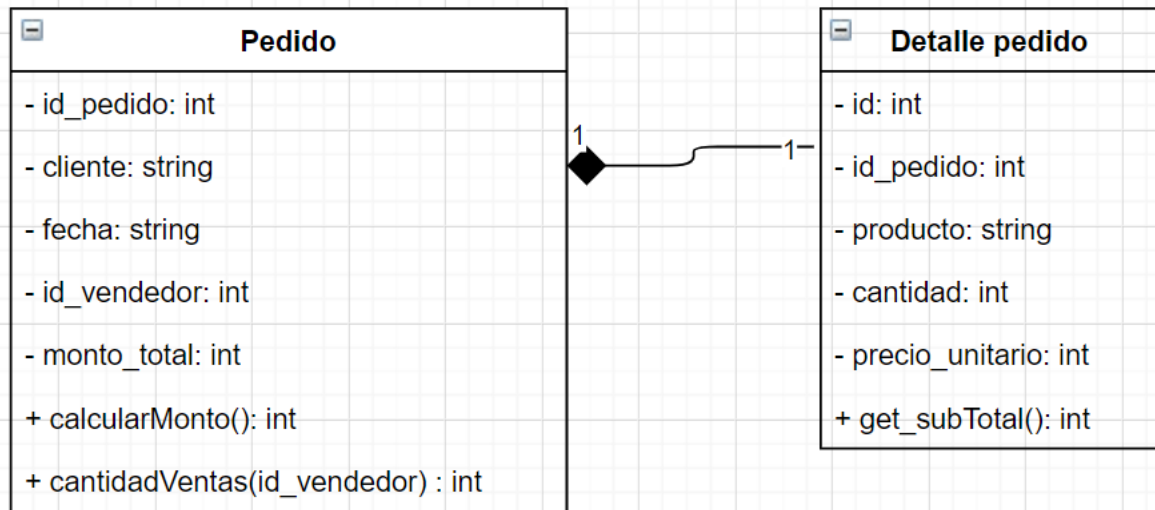 Pedido
- id_pedido: int
- cliente: string
- fecha: string
- id_vendedor: int
- monto_total: int
+ calcularMonto(): int
+ cantidadVentas(id_vendedor) : int
1
1
Detalle pedido
- id: int
- id_pedido: int
- producto: string
- cantidad: int
- precio_unitario: int
+ get_subTotal(): int